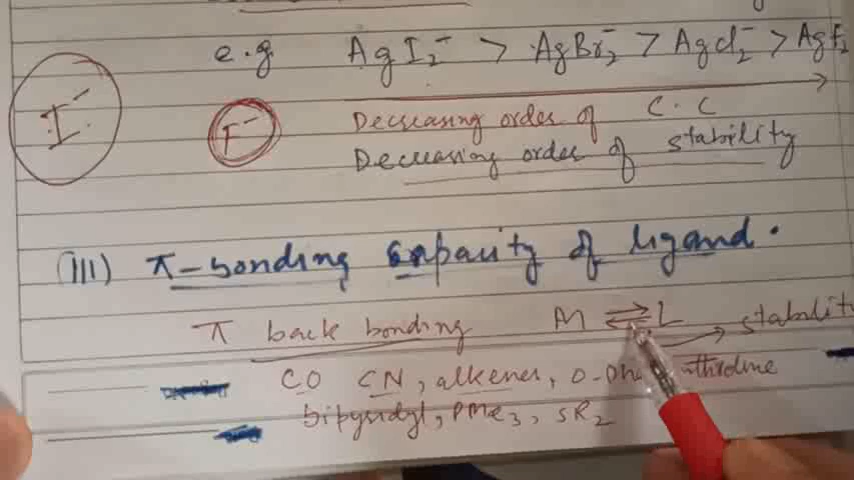 e.g AgI₂⁻ > AgBr₂⁻ > AgCl₂⁻ > AgF₂
I⁻ F⁻ Decreasing order of C.C
Decreasing order of stability
(iii) π-bonding capacity of ligand.
π back bonding M ⇌ L → stability
CO CN, alkenes, O-Phenanthroline
bipyridyl, PMe₃, SR₂